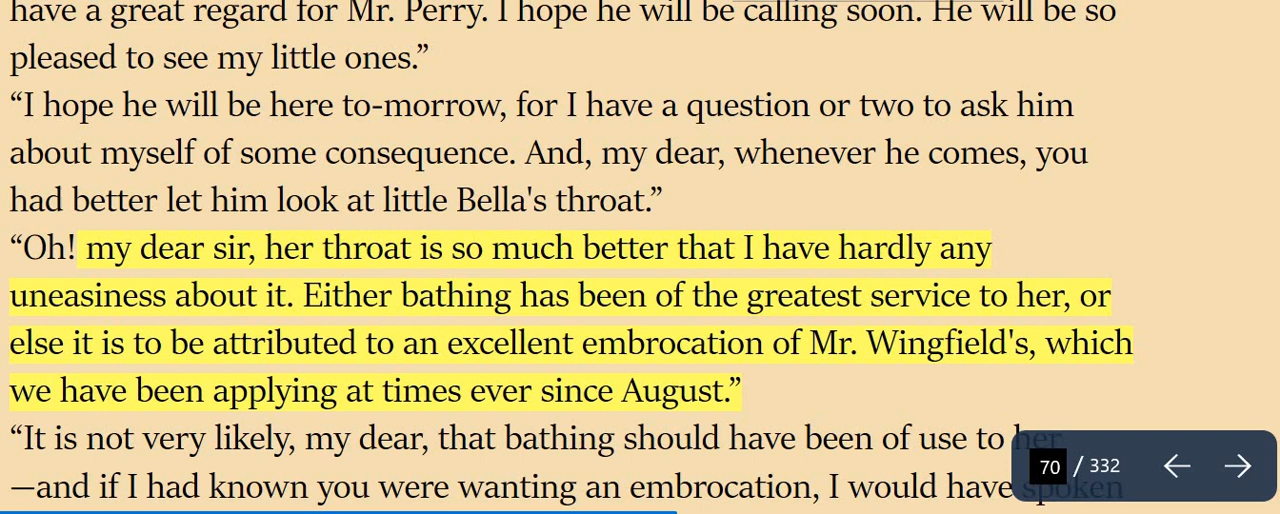 have a great regard for Mr. Perry. I hope he will be calling soon. He will be so
pleased to see my little ones.”
“I hope he will be here to-morrow, for I have a question or two to ask him
about myself of some consequence. And, my dear, whenever he comes, you
had better let him look at little Bella's throat.”
“Oh! my dear sir, her throat is so much better that I have hardly any
uneasiness about it. Either bathing has been of the greatest service to her, or
else it is to be attributed to an excellent embrocation of Mr. Wingfield's, which
we have been applying at times ever since August.”
“It is not very likely, my dear, that bathing should have been of use to her
—and if I had known you were wanting an embrocation, I would have spoken
70 / 332